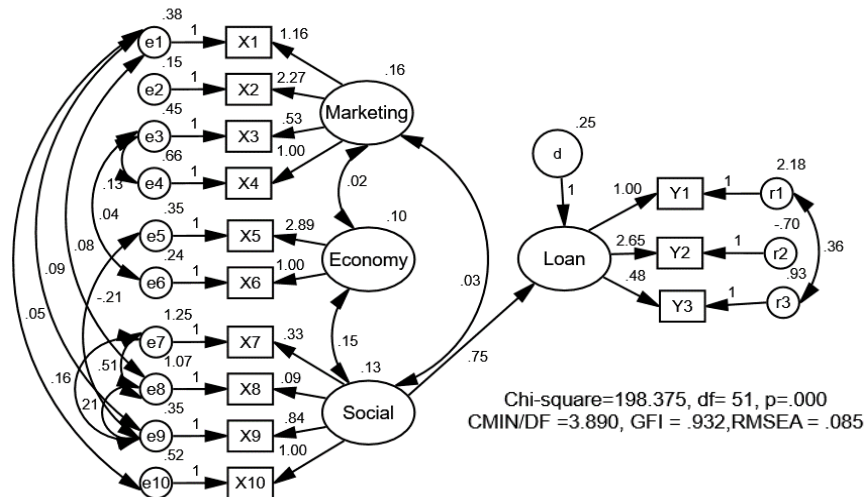 .38
e1 1 X1 1.16
.15
e2 1 X2 2.27
.45
e3 1 X3 .53
.66
e4 1 X4 1.00
.16
Marketing
.13
.04
.02
.35
e5 1 X5 2.89
.24
e6 1 X6 1.00
.10
Economy
.08
.09
-.21
.05
.03
.15
1.25
e7 1 X7 .33
1.07
e8 1 X8 .09
.35
e9 1 X9 .84
.52
e10 1 X10 1.00
.51
.16
.21
.13
Social
.75
.25
d
1
Loan
2.18
1.00 Y1 1 r1
-.70
2.65 Y2 1 r2
.93
.48 Y3 1 r3
.36
Chi-square=198.375, df= 51, p=.000
CMIN/DF =3.890, GFI = .932,RMSEA = .085